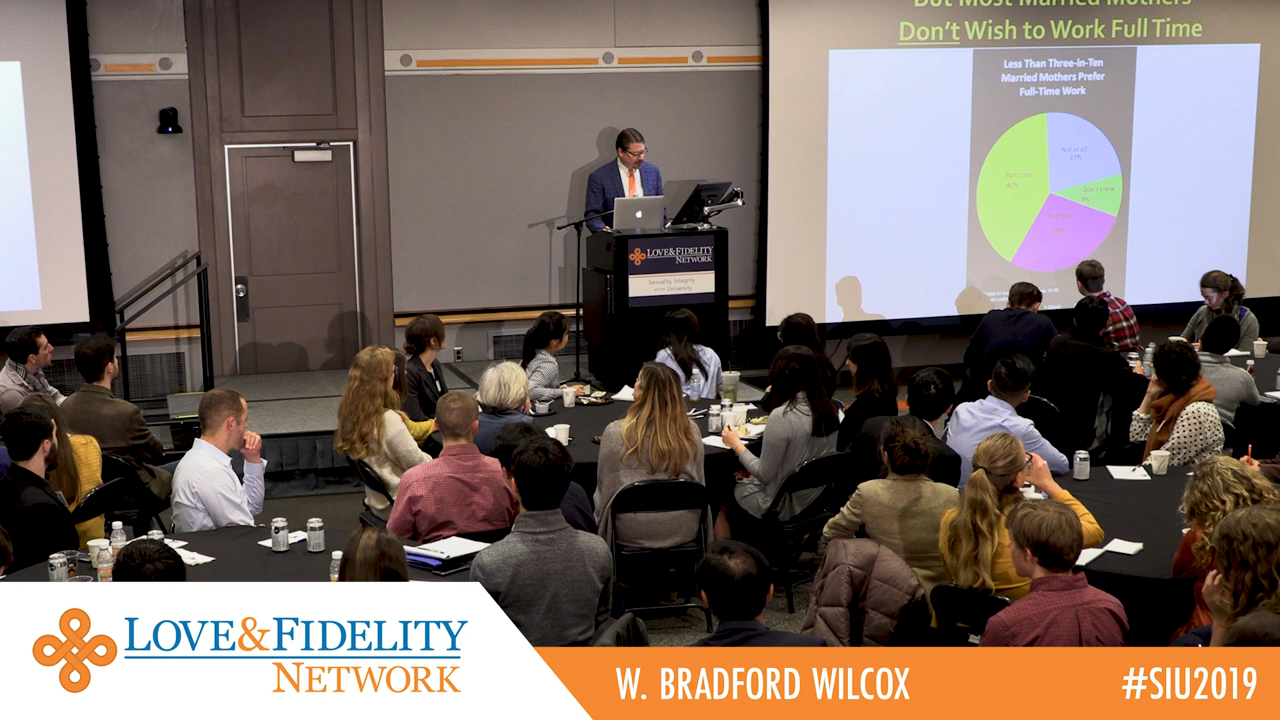 But Most Married Mothers
Don't Wish to Work Full Time
Less Than Three-in-Ten
Married Mothers Prefer
Full-Time Work
Not at all
23%
Part-time
40%
Don't know
LOVE&FIDELITY
NETWORK
Sexuality, Integrity
University
LOVE&FIDELITY
NETWORK
W. BRADFORD WILCOX
#SIU2019